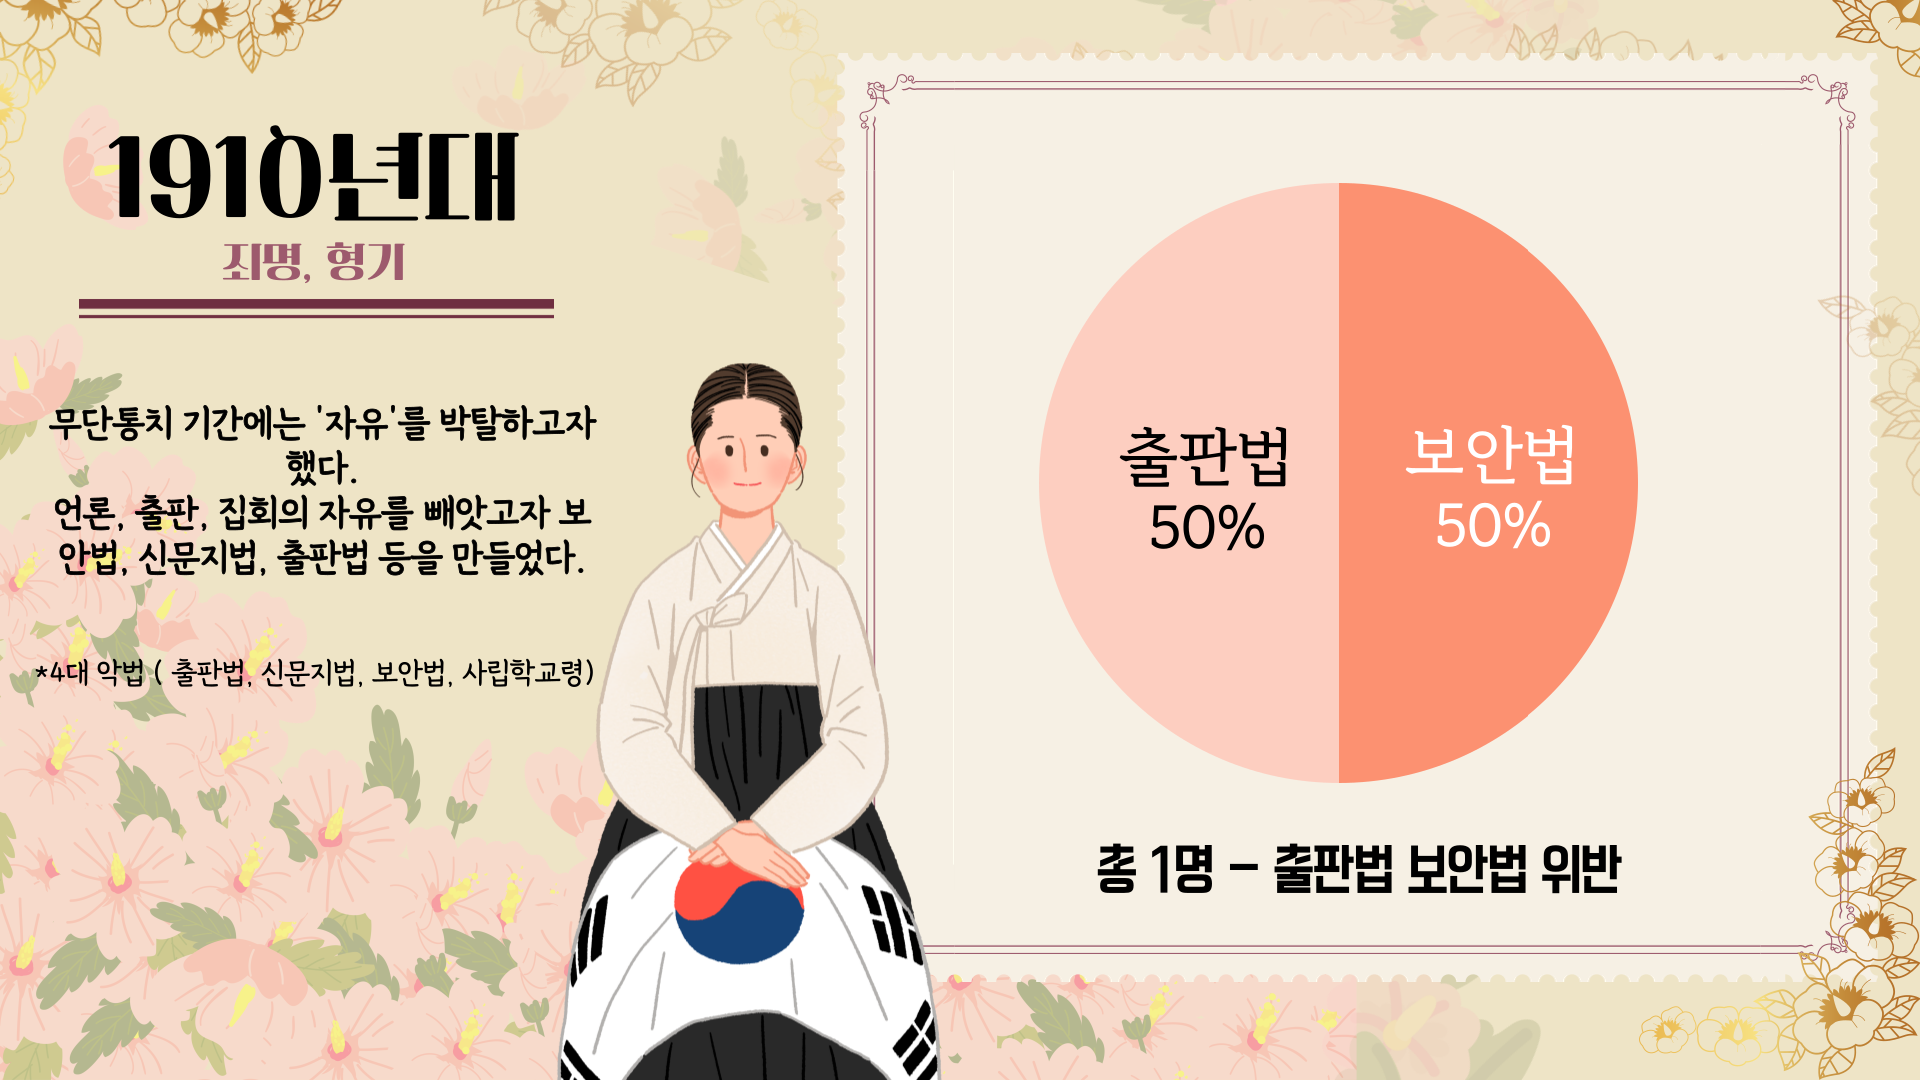 1910년대
죄명, 형기
무단통치 기간에는 '자유'를 박탈하고자
했다.
언론, 출판, 집회의 자유를 빼앗고자 보
안법, 신문지법, 출판법 등을 만들었다.
*4대 악법 ( 출판법, 신문지법, 보안법, 사립학교령)
출판법
50%
보안법
50%
총 1명 - 출판법 보안법 위반